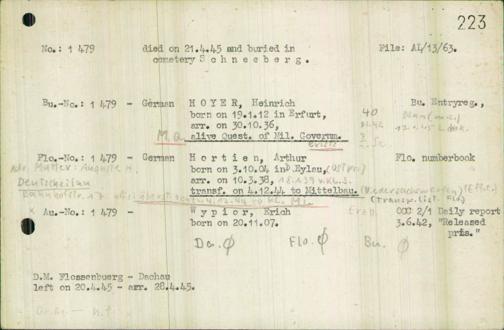 223
No.: 1 479 died on 21.4.45 and buried in cemetery Schneeberg. File: AL/13/63.
Bu.-No.: 1 479 - German HOYER, Heinrich Bu. Entryreg.,
born on 19.1.12 in Erfurt, 40
arr. on 30.10.36,
M.a. alive Quest. of Mil. Governm.
Flo.-No.: 1 479 - German Hortien, Arthur Flo. numberbook
born on 3.10.04 in D.Eylau,
arr. on 10.3.38,
Deutscheilau transf. on 4.12.44 to Mittelbau.
Au.-No.: 1 479 - Wypior, Erich CCC 2/1 Daily report
born on 20.11.07. 3.6.42, "Released
pris."
Da. Ø Flo. Ø Bu. Ø
D.M. Flossenbuerg - Dachau
left on 20.4.45 - arr. 28.4.45.